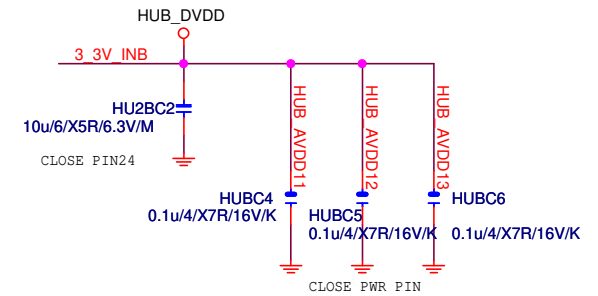 HUB_DVDD
3_3V_INB
HU2BC2
10u/6/X5R/6.3V/M
CLOSE PIN24
HUB_AVDD11
HUB_AVDD12
HUB_AVDD13
HUBC4
0.1u/4/X7R/16V/K
HUBC5
0.1u/4/X7R/16V/K
HUBC6
0.1u/4/X7R/16V/K
CLOSE PWR PIN